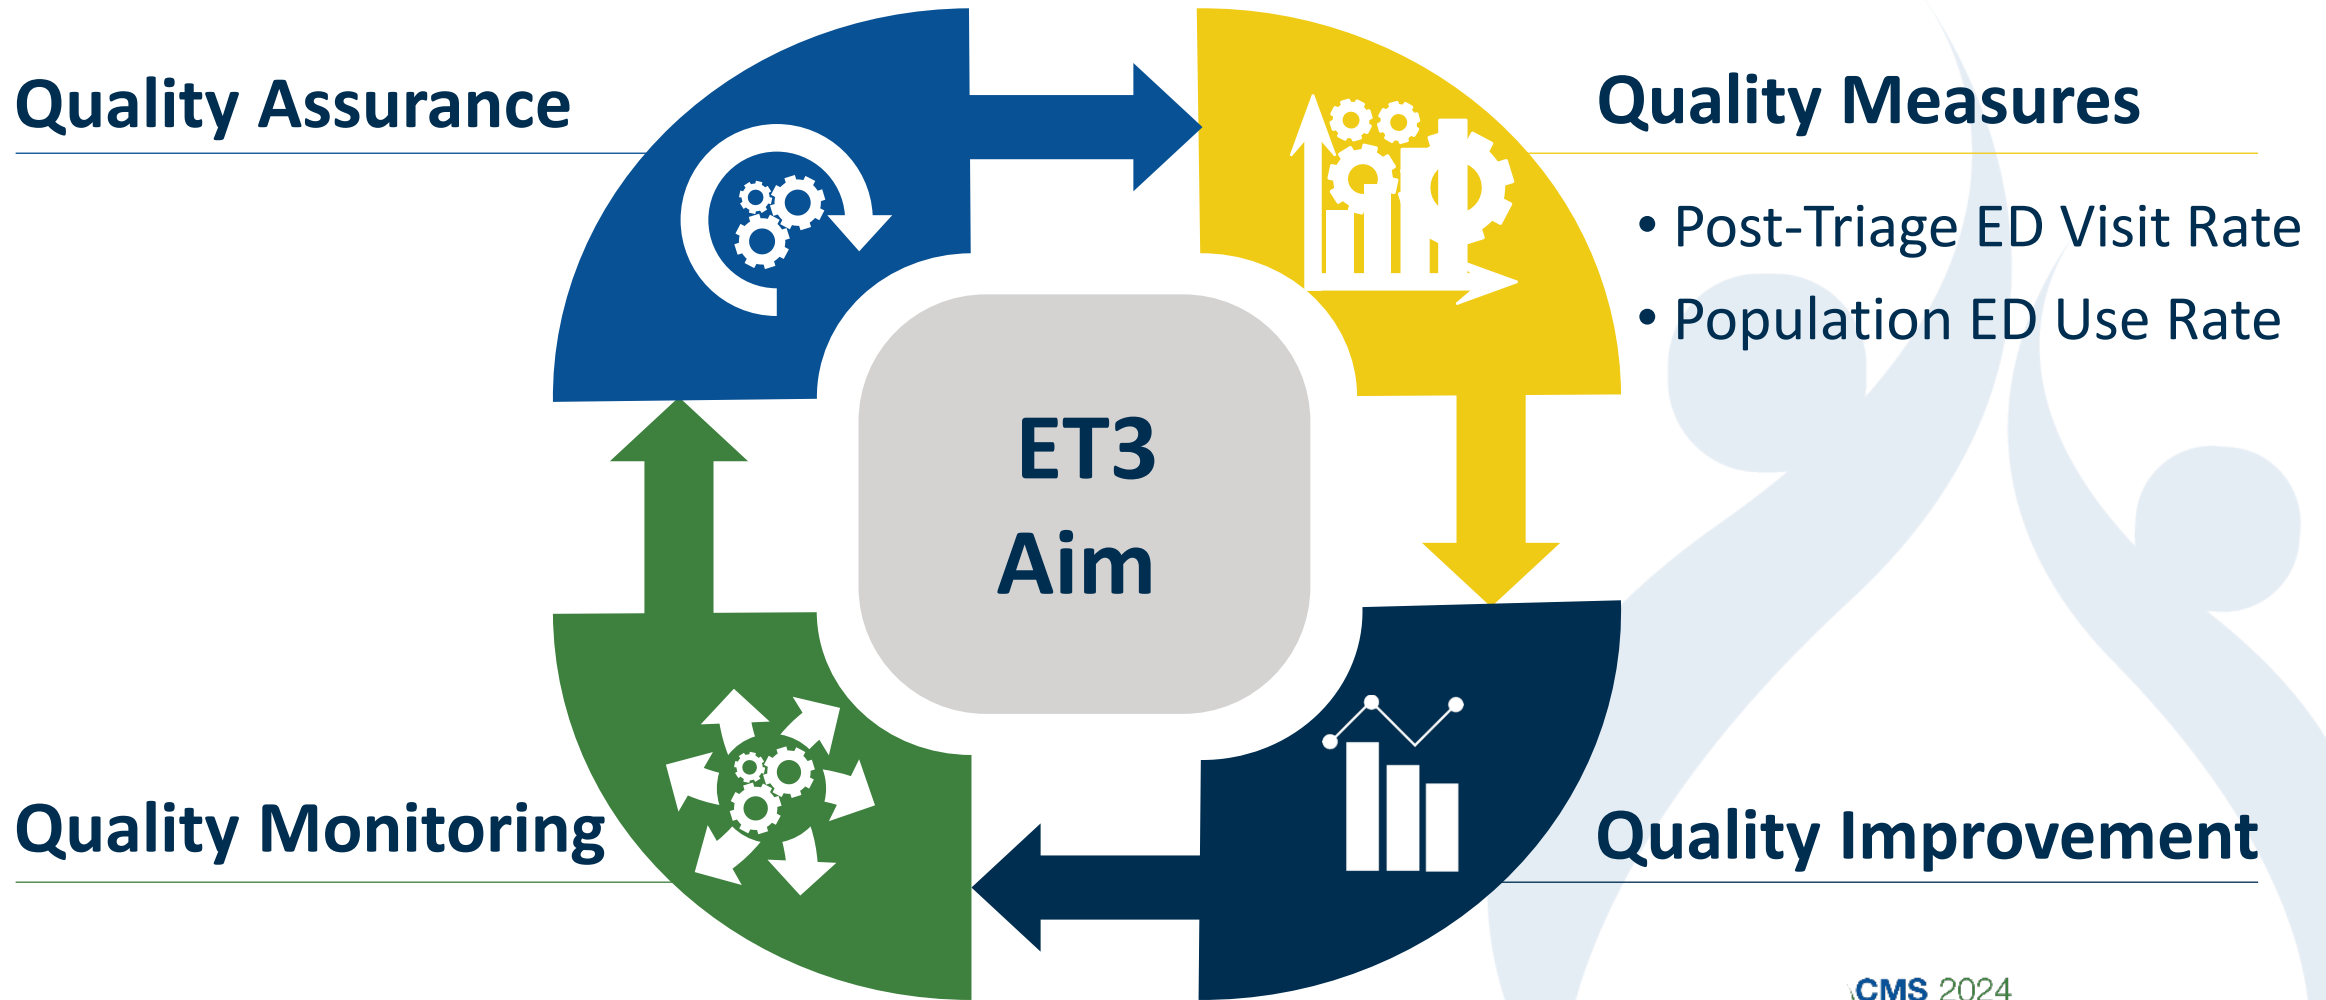 Quality Assurance
Quality Measures
• Post-Triage ED Visit Rate
• Population ED Use Rate
ET3
Aim
Quality Monitoring
Quality Improvement
CMS 2024